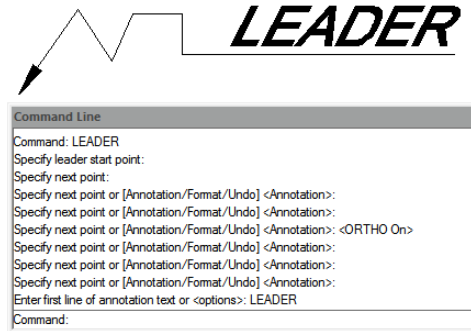 LEADER
Command Line
Command: LEADER
Specify leader start point:
Specify next point:
Specify next point or [Annotation/Format/Undo] <Annotation>:
Specify next point or [Annotation/Format/Undo] <Annotation>:
Specify next point or [Annotation/Format/Undo] <Annotation>: <ORTHO On>
Specify next point or [Annotation/Format/Undo] <Annotation>:
Specify next point or [Annotation/Format/Undo] <Annotation>:
Specify next point or [Annotation/Format/Undo] <Annotation>:
Enter first line of annotation text or <options>: LEADER
Command: